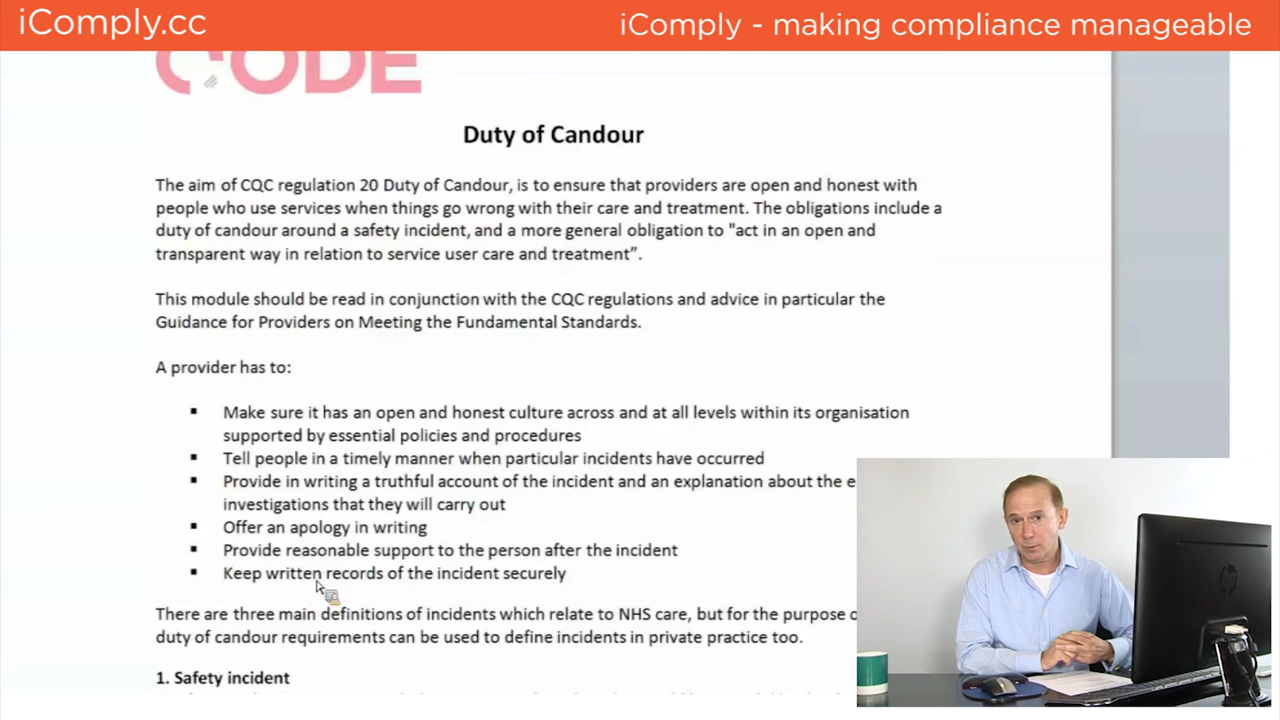 iComply.cc
iComply - making compliance manageable
CODE
Duty of Candour
The aim of CQC regulation 20 Duty of Candour, is to ensure that providers are open and honest with
people who use services when things go wrong with their care and treatment. The obligations include a
duty of candour around a safety incident, and a more general obligation to "act in an open and
transparent way in relation to service user care and treatment”.
This module should be read in conjunction with the CQC regulations and advice in particular the
Guidance for Providers on Meeting the Fundamental Standards.
A provider has to:
▪ Make sure it has an open and honest culture across and at all levels within its organisation
supported by essential policies and procedures
▪ Tell people in a timely manner when particular incidents have occurred
▪ Provide in writing a truthful account of the incident and an explanation about the
investigations that they will carry out
▪ Offer an apology in writing
▪ Provide reasonable support to the person after the incident
▪ Keep written records of the incident securely
There are three main definitions of incidents which relate to NHS care, but for the purpose
duty of candour requirements can be used to define incidents in private practice too.
1. Safety incident